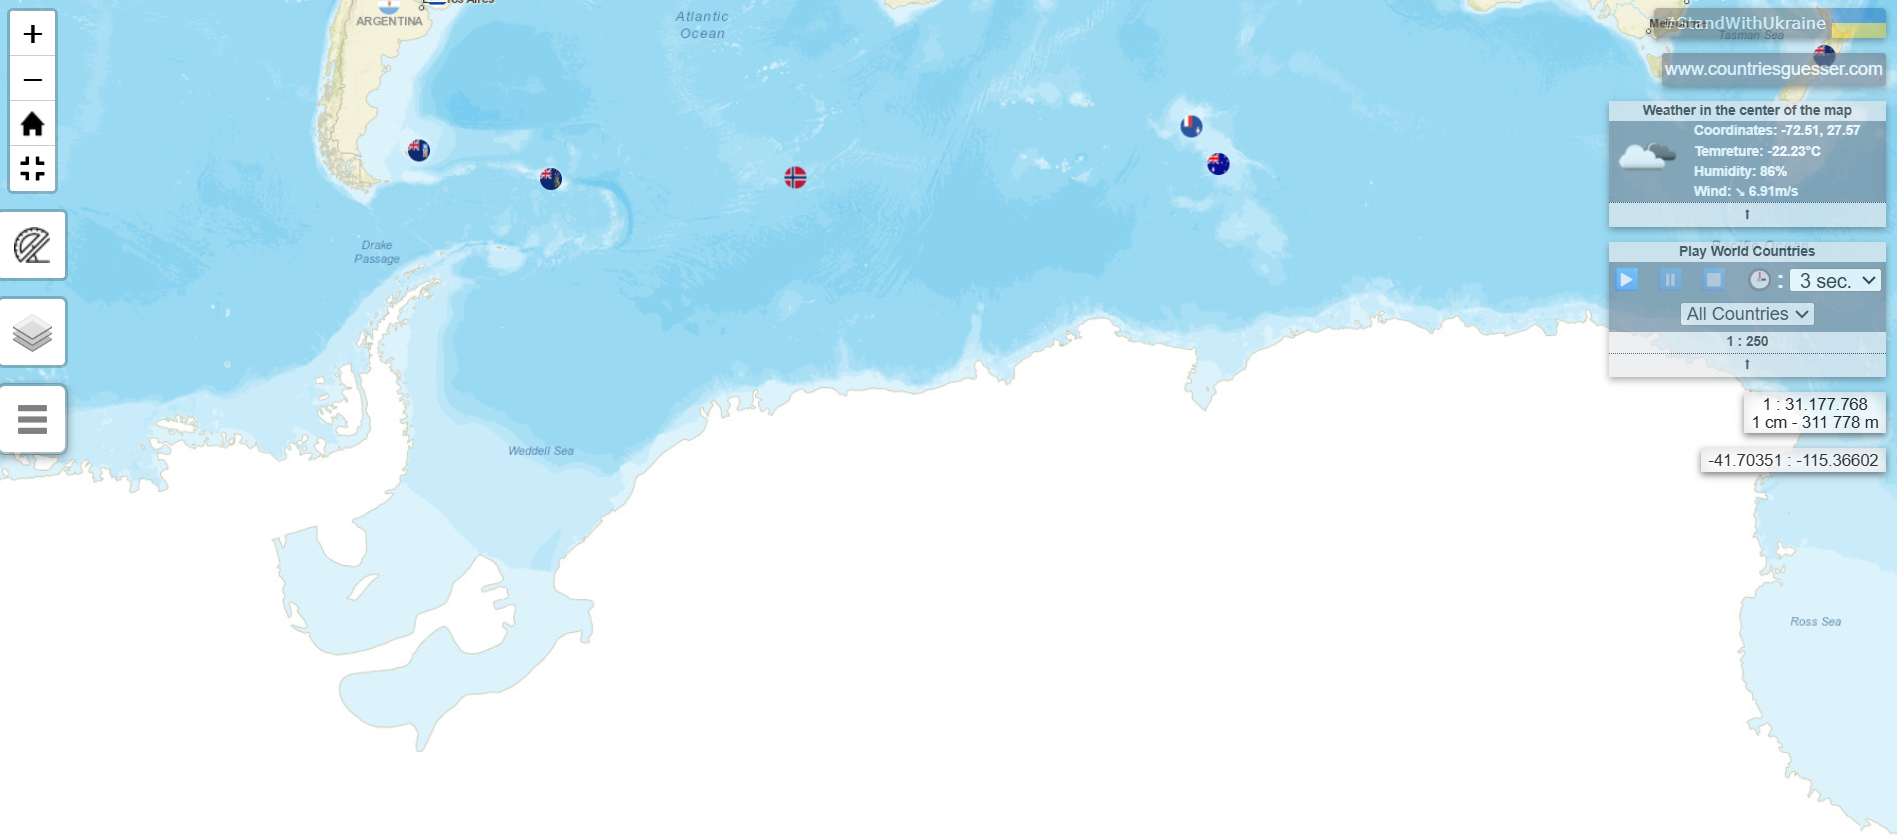 ARGENTINA
Atlantic
Ocean
#StandWithUkraine
Tasman Sea
www.countriesguesser.com
Weather in the center of the map
Coordinates: -72.51, 27.57
Temreture: -22.23°C
Humidity: 86%
Wind: ↘ 6.91m/s
↑
Drake
Passage
Play World Countries
: 3 sec.
All Countries
1 : 250
↑
1 : 31.177.768
1 cm - 311 778 m
Weddell Sea
-41.70351 : -115.36602
Ross Sea